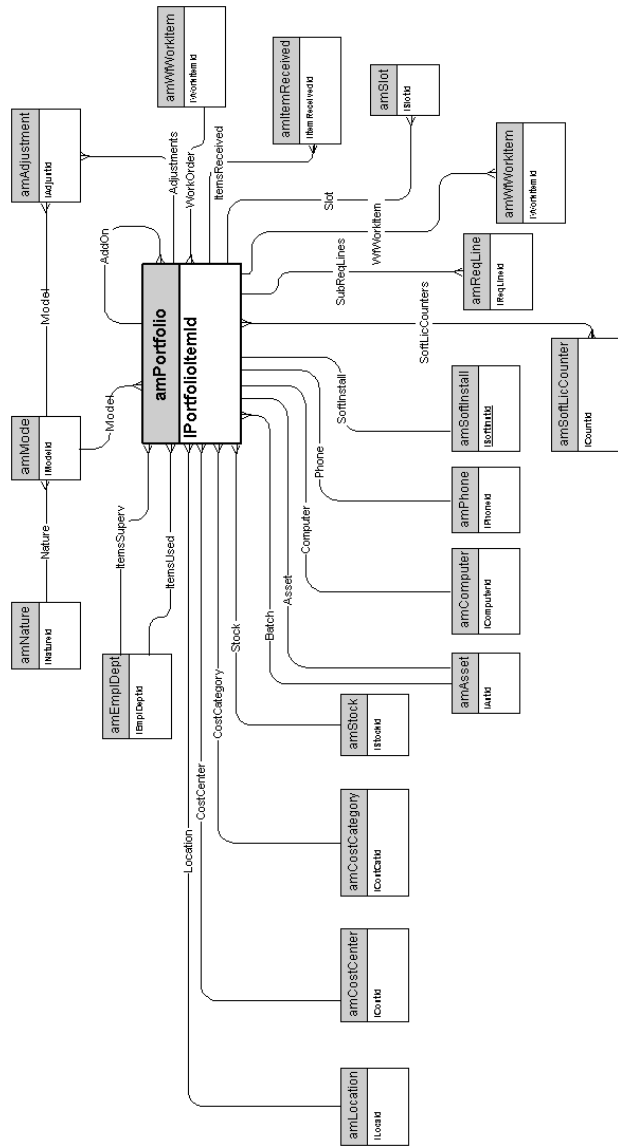 amNature
lNatureId
Nature
amModel
lModelId
Model
amAdjustment
lAdjustId
Model
AddOn
amEmplDept
lEmplDeptId
ItemsSuperv
ItemsUsed
amPortfolio
lPortfolioItemId
Adjustments
WorkOrder
amWfWorkItem
lWorkItemId
ItemsReceived
amItemReceived
lItemReceivedId
Slot
amSlot
lSlotId
WfWorkItem
amWfWorkItem
lWorkItemId
SubReqLines
amReqLine
lReqLineId
SoftLicCounters
amSoftLicCounter
lCountId
SoftInstall
amSoftInstall
lSoftInstId
Phone
amPhone
lPhoneId
Computer
amComputer
lComputerId
Asset
Batch
amAsset
lAstId
Stock
amStock
lStockId
CostCategory
amCostCategory
lCostCatId
CostCenter
amCostCenter
lCostId
Location
amLocation
lLocaId